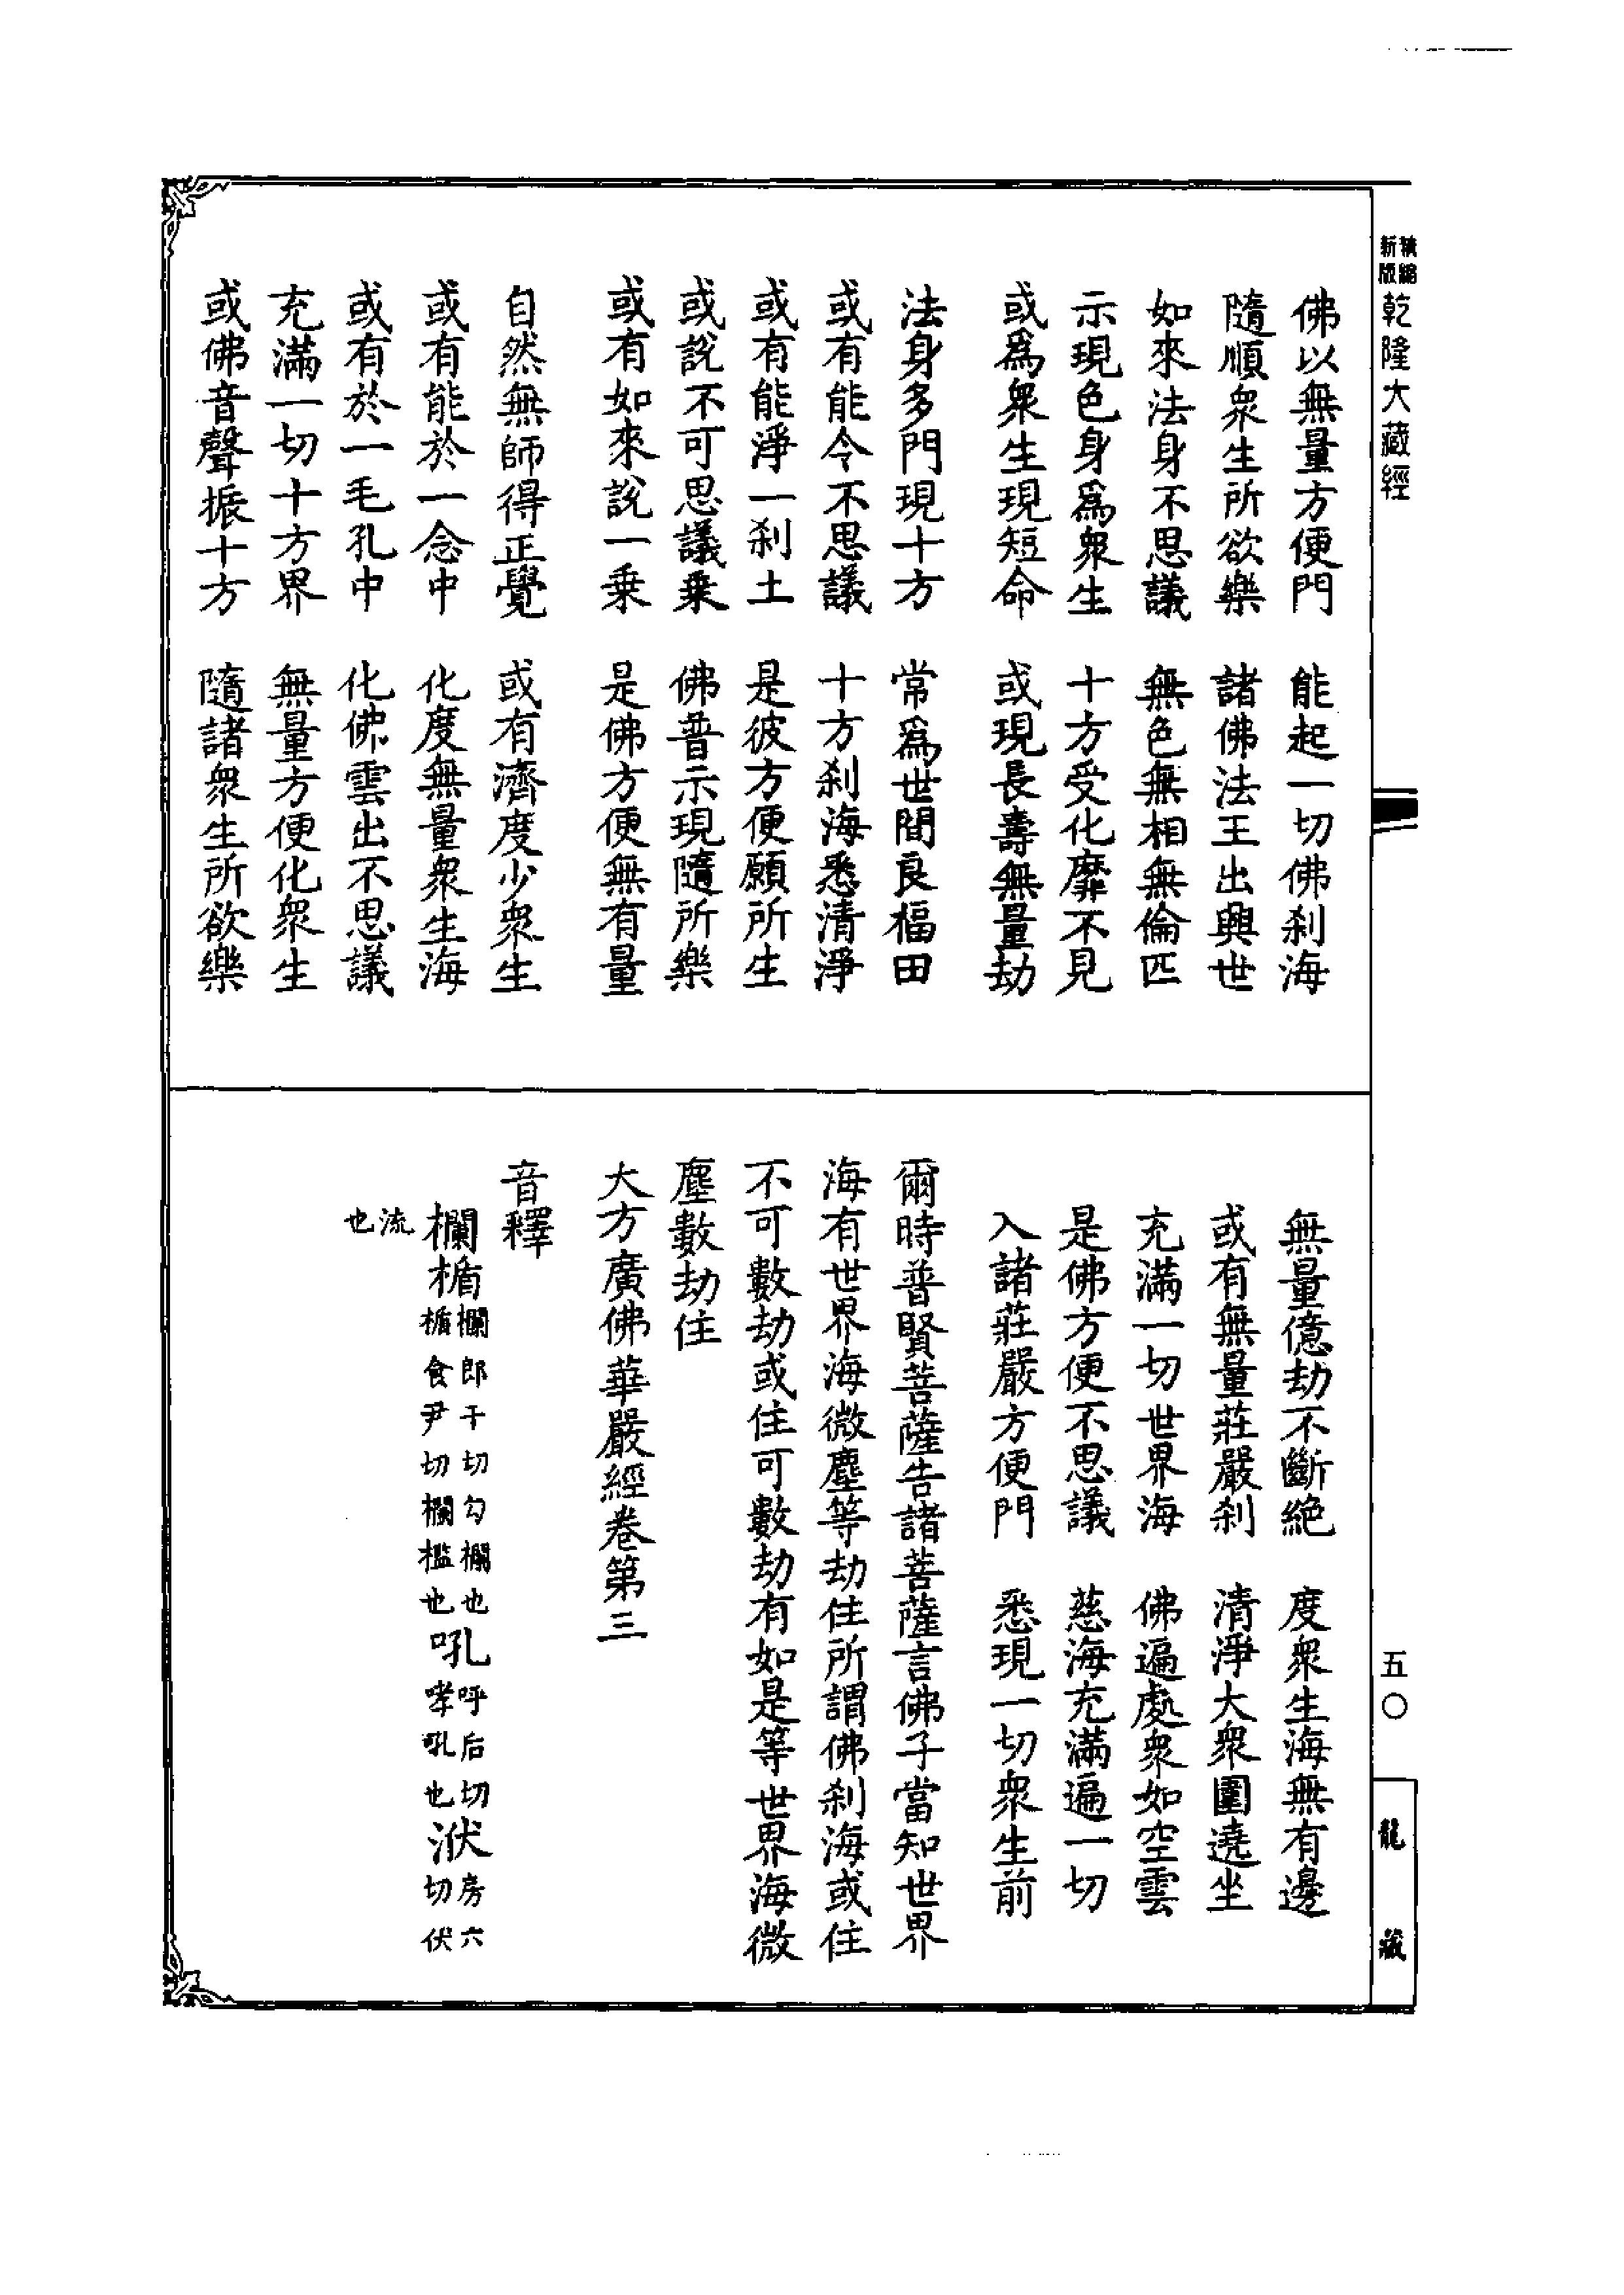 精縮新版乾隆大藏經
佛以無量方便門　能起一切佛刹海
隨順衆生所欲樂　諸佛法王出興世
如來法身不思議　無色無相無倫匹
示現色身爲衆生　十方受化靡不見
或爲衆生現短命　或現長壽無量劫
法身多門現十方　常爲世間良福田
或有能令不思議　十方刹海悉清淨
或有能淨一刹土　是彼方便願所生
或說不可思議乗　佛普示現隨所樂
或有如來說一乗　是佛方便無有量
自然無師得正覺　或有濟度少衆生
或有能於一念中　化度無量衆生海
或有於一毛孔中　化佛雲出不思議
充滿一切十方界　無量方便化衆生
或佛音聲振十方　隨諸衆生所欲樂
無量億劫不斷絶　度衆生海無有邊
或有無量莊嚴刹　清淨大衆圍遶坐
充滿一切世界海　佛遍處衆如空雲
是佛方便不思議　慈海充滿遍一切
入諸莊嚴方便門　悉現一切衆生前
爾時普賢菩薩告諸菩薩言佛子當知世界
海有世界海微塵等劫住所謂佛刹海或住
不可數劫或住可數劫有如是等世界海微
塵數劫住
大方廣佛華嚴經卷第三
音釋
欄楯欄郎干切勾欄也楯食尹切欄檻也吼呼后切哮吼也洑房六切伏
流也
五〇
龍藏